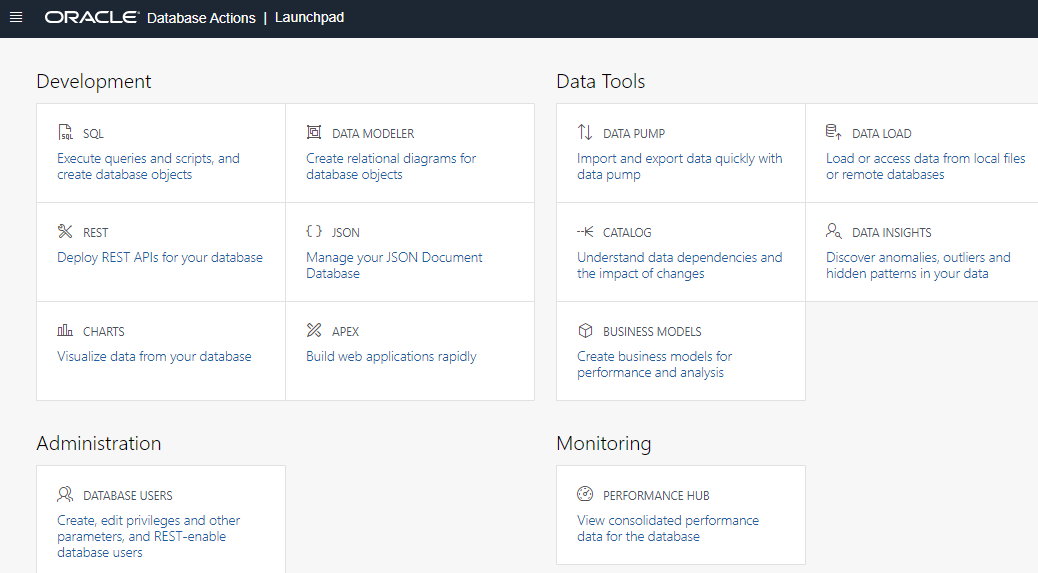 ORACLE Database Actions | Launchpad
Development
SQL
Execute queries and scripts, and
create database objects
DATA MODELER
Create relational diagrams for
database objects
REST
Deploy REST APIs for your database
JSON
Manage your JSON Document
Database
CHARTS
Visualize data from your database
APEX
Build web applications rapidly
Data Tools
DATA PUMP
Import and export data quickly with
data pump
DATA LOAD
Load or access data from local files
or remote databases
CATALOG
Understand data dependencies and
the impact of changes
DATA INSIGHTS
Discover anomalies, outliers and
hidden patterns in your data
BUSINESS MODELS
Create business models for
performance and analysis
Administration
DATABASE USERS
Create, edit privileges and other
parameters, and REST-enable
database users
Monitoring
PERFORMANCE HUB
View consolidated performance
data for the database